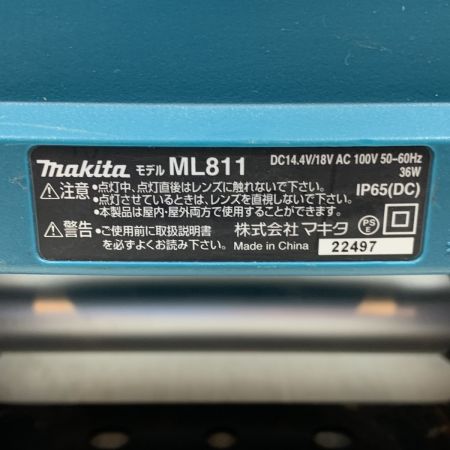 makita モデル ML811 DC14.4V/18V AC 100V 50-60Hz
36W
⚠注意 •点灯中、点灯直後はレンズに触れないで下さい。 IP65(DC)
•点灯させているときは、レンズを直視しないで下さい。
•本製品は屋内・屋外両方で使用することができます。
⚠警告 •ご使用前に取扱説明書 株式会社 マキタ PSE
を必ずよくお読み下さい。 Made in China 22497